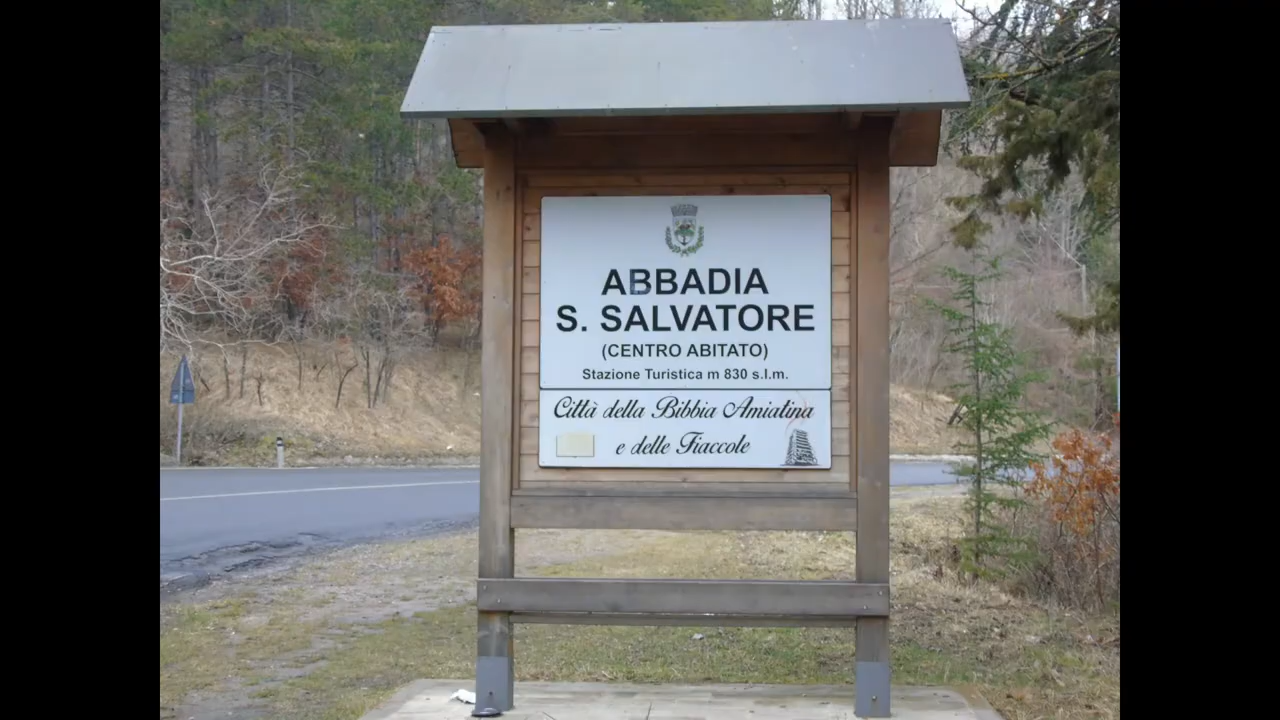 ABBADIA
S. SALVATORE
(CENTRO ABITATO)
Stazione Turistica m 830 s.l.m.
Città della Bibbia Amiatina
e delle Fiaccole